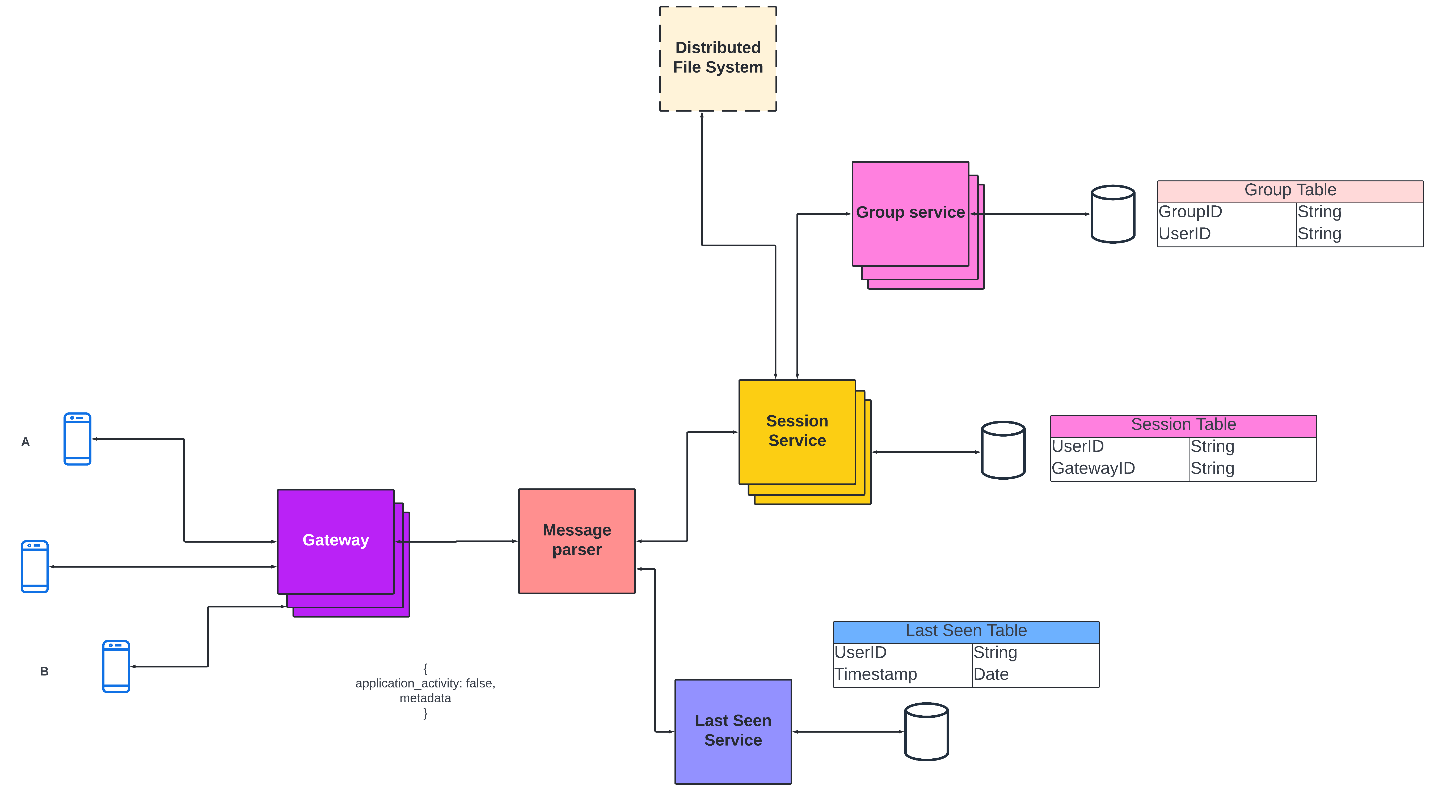 Distributed
File System
Group service
Group Table
GroupID String
UserID String
Session
Service
Session Table
UserID String
GatewayID String
A
Gateway
Message
parser
B
{
application_activity: false,
metadata
}
Last Seen Table
UserID String
Timestamp Date
Last Seen
Service